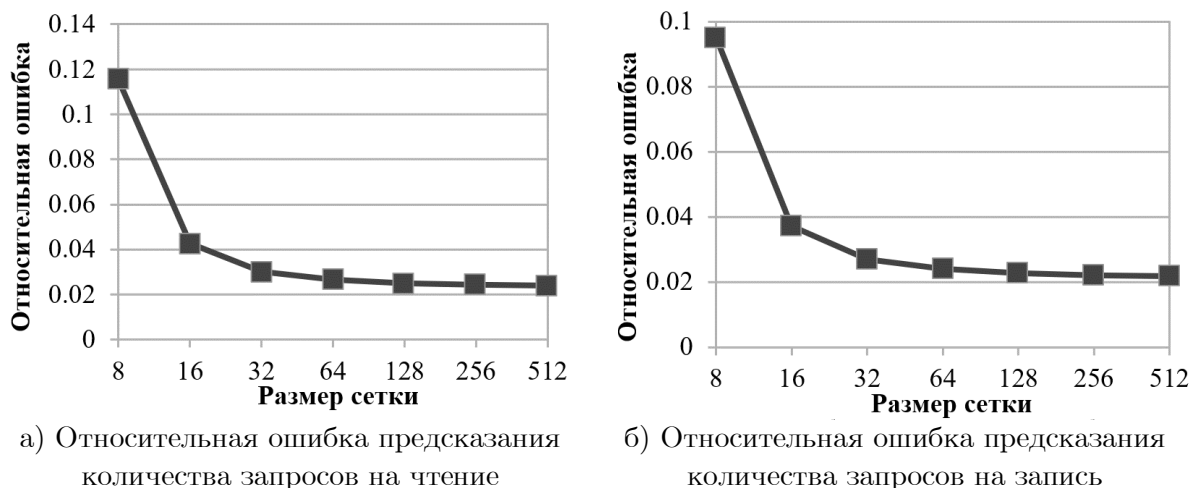 0.14
0.12
0.1
0.08
0.06
0.04
0.02
0
Относительная ошибка
8 16 32 64 128 256 512
Размер сетки
а) Относительная ошибка предсказания
количества запросов на чтение
0.1
0.08
0.06
0.04
0.02
0
Относительная ошибка
8 16 32 64 128 256 512
Размер сетки
б) Относительная ошибка предсказания
количества запросов на запись